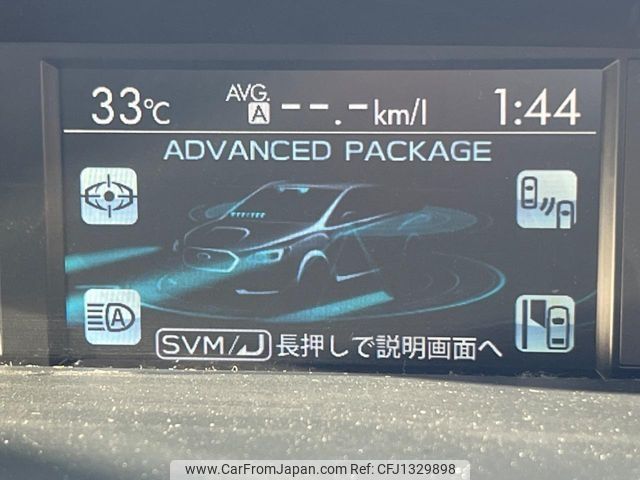 33℃ AVG. A --.-km/l 1:44
ADVANCED PACKAGE
A
SVM/ 長押しで説明画面へ
www.CarFromJapan.com CFJ1329898